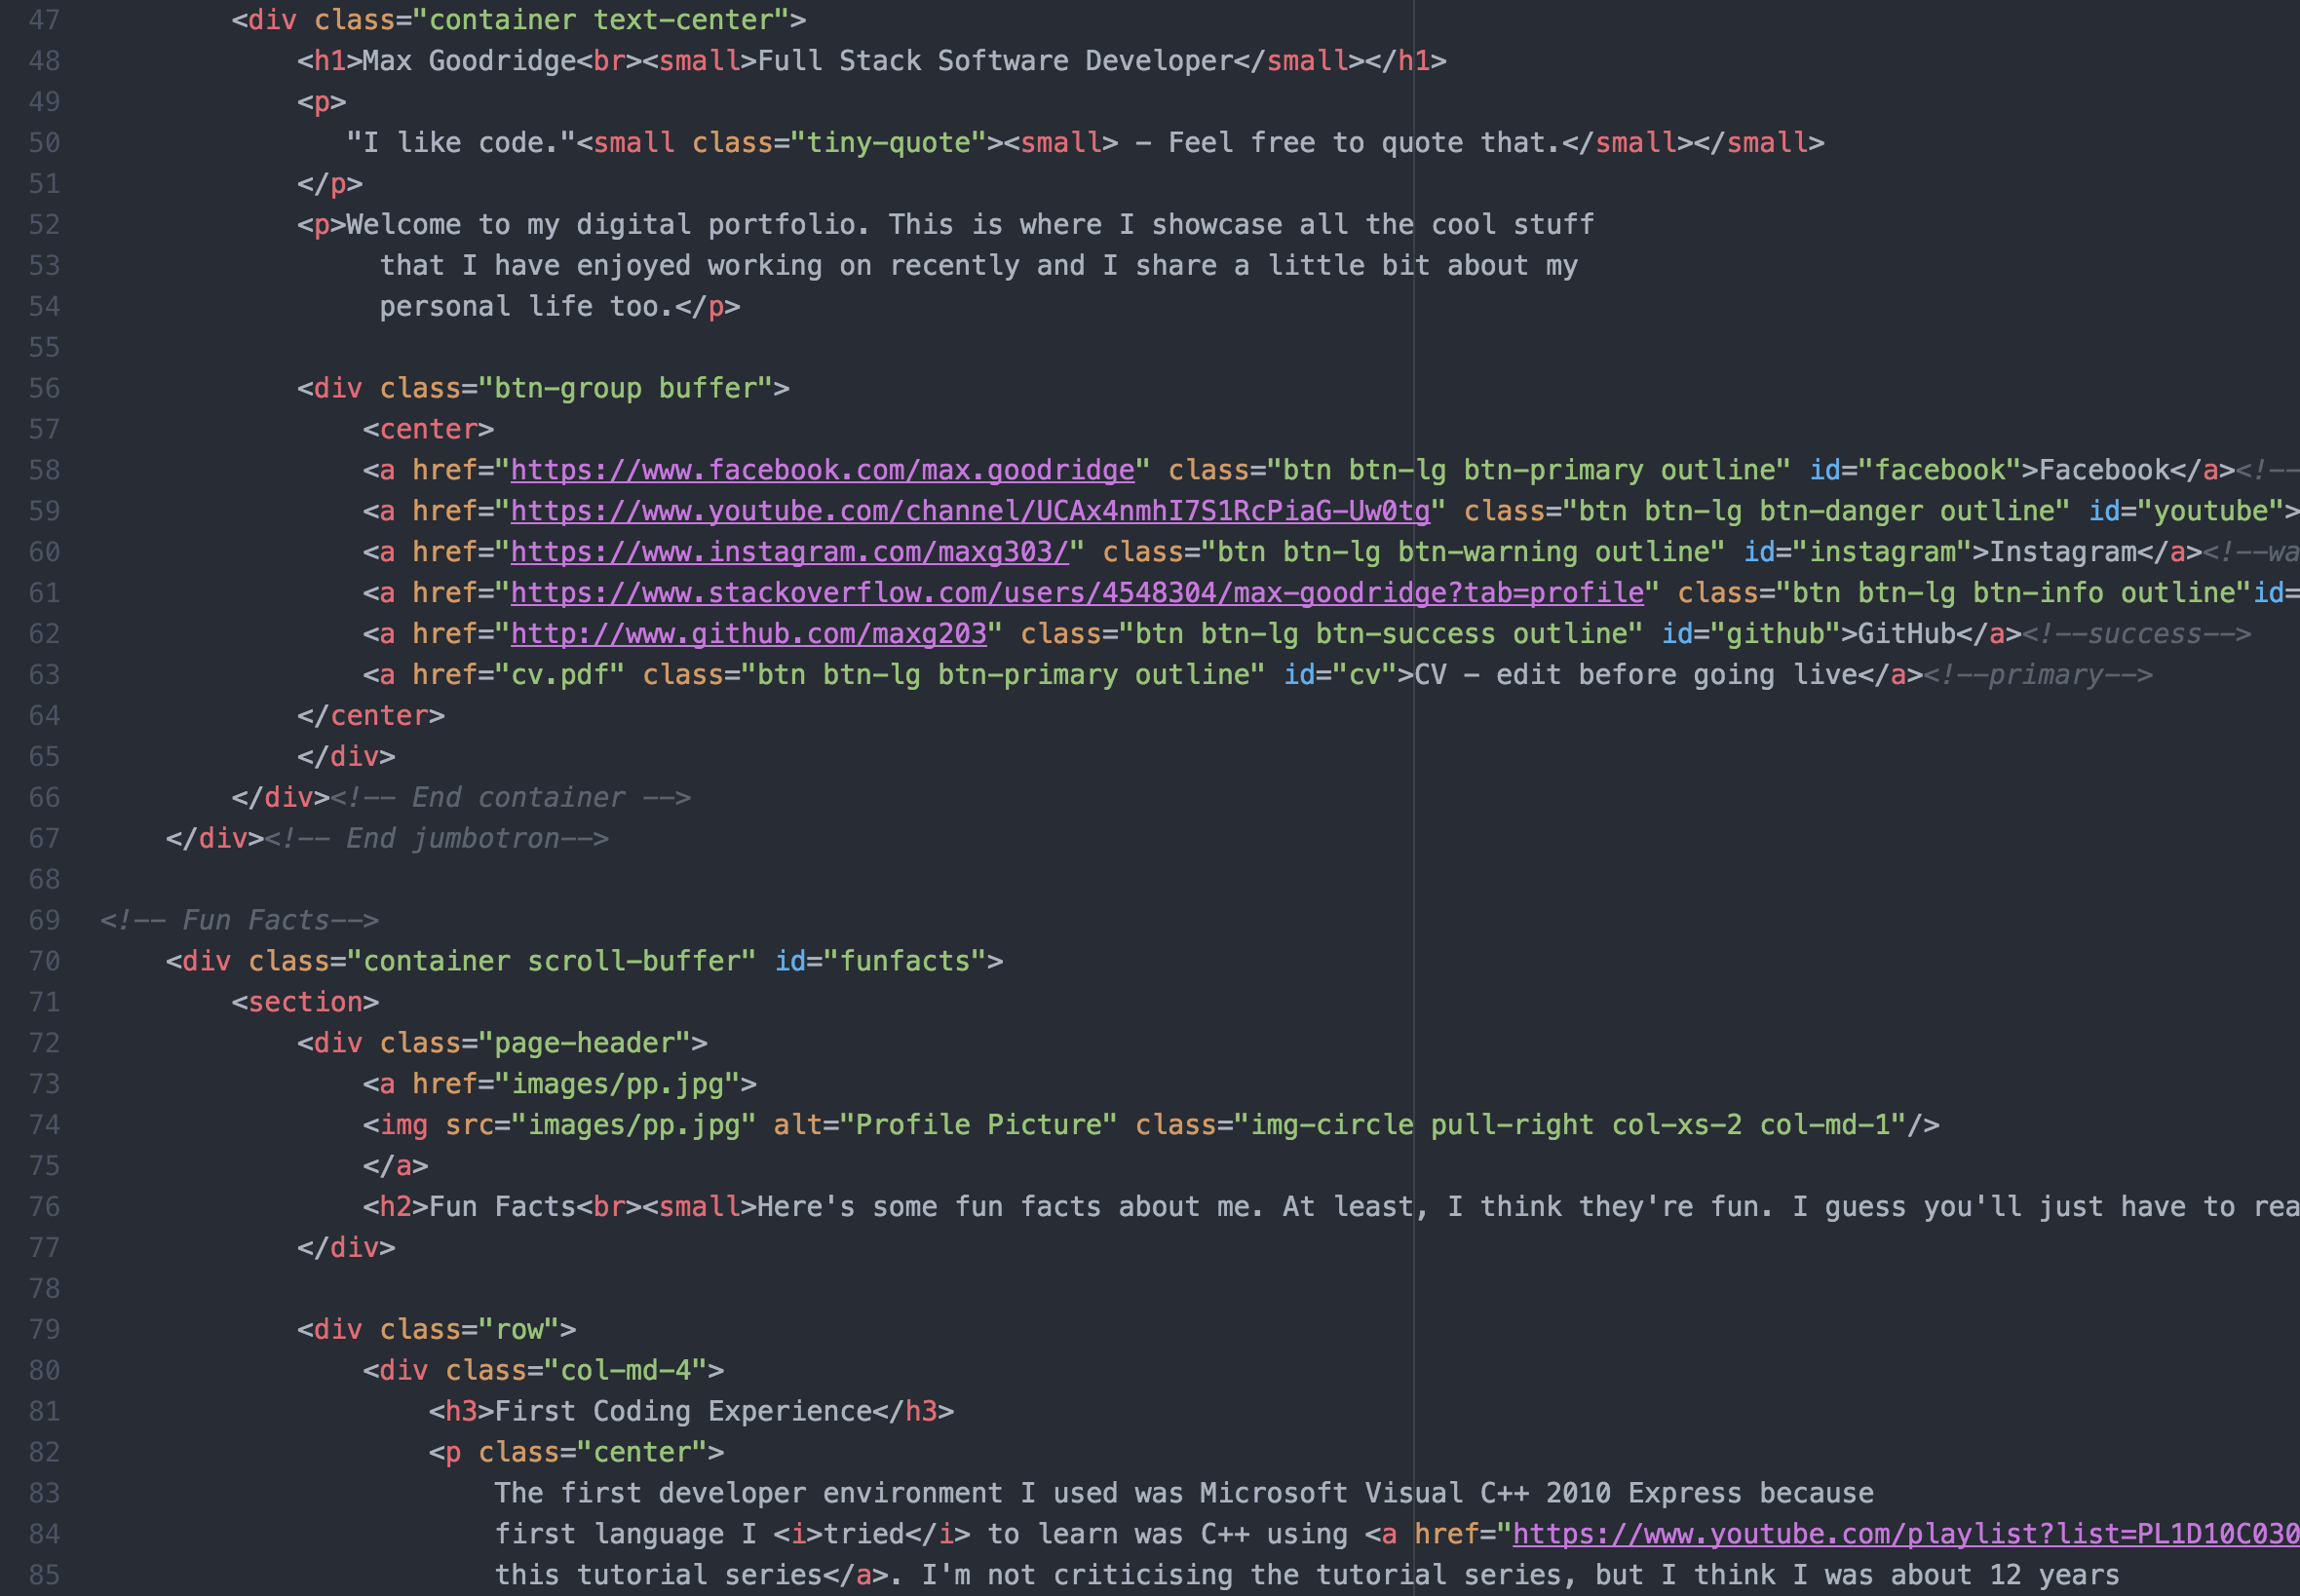 47 <div class="container text-center">
48 <h1>Max Goodridge<br><small>Full Stack Software Developer</small></h1>
49 <p>
50 "I like code."<small class="tiny-quote"><small> - Feel free to quote that.</small></small>
51 </p>
52 <p>Welcome to my digital portfolio. This is where I showcase all the cool stuff
53 that I have enjoyed working on recently and I share a little bit about my
54 personal life too.</p>
55
56 <div class="btn-group buffer">
57 <center>
58 <a href="https://www.facebook.com/max.goodridge" class="btn btn-lg btn-primary outline" id="facebook">Facebook</a><!--
59 <a href="https://www.youtube.com/channel/UCAx4nmhI7S1RcPiaG-Uw0tg" class="btn btn-lg btn-danger outline" id="youtube">
60 <a href="https://www.instagram.com/maxg303/" class="btn btn-lg btn-warning outline" id="instagram">Instagram</a><!--wa
61 <a href="https://www.stackoverflow.com/users/4548304/max-goodridge?tab=profile" class="btn btn-lg btn-info outline"id=
62 <a href="http://www.github.com/maxg203" class="btn btn-lg btn-success outline" id="github">GitHub</a><!--success-->
63 <a href="cv.pdf" class="btn btn-lg btn-primary outline" id="cv">CV - edit before going live</a><!--primary-->
64 </center>
65 </div>
66 </div><!-- End container -->
67 </div><!-- End jumbotron-->
68
69 <!-- Fun Facts-->
70 <div class="container scroll-buffer" id="funfacts">
71 <section>
72 <div class="page-header">
73 <a href="images/pp.jpg">
74 <img src="images/pp.jpg" alt="Profile Picture" class="img-circle pull-right col-xs-2 col-md-1"/>
75 </a>
76 <h2>Fun Facts<br><small>Here's some fun facts about me. At least, I think they're fun. I guess you'll just have to rea
77 </div>
78
79 <div class="row">
80 <div class="col-md-4">
81 <h3>First Coding Experience</h3>
82 <p class="center">
83 The first developer environment I used was Microsoft Visual C++ 2010 Express because
84 first language I <i>tried</i> to learn was C++ using <a href="https://www.youtube.com/playlist?list=PL1D10C030
85 this tutorial series</a>. I'm not criticising the tutorial series, but I think I was about 12 years